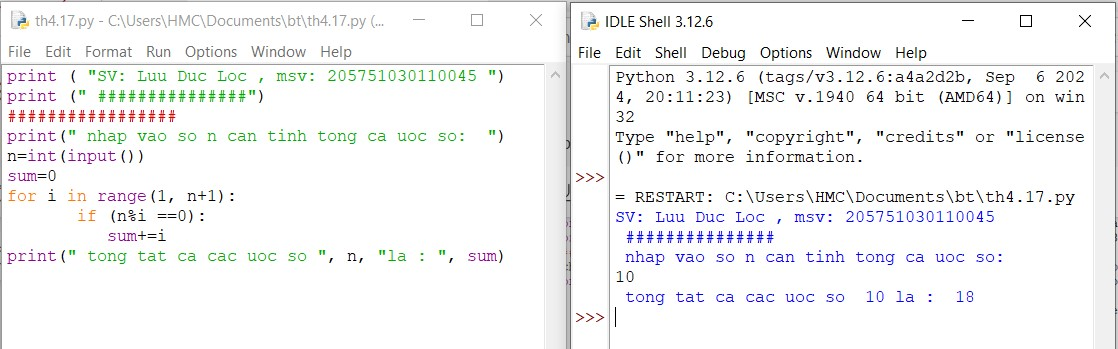 th4.17.py - C:\Users\HMC\Documents\bt\th4.17.py (...
File Edit Format Run Options Window Help
print ( "SV: Luu Duc Loc , msv: 205751030110045 ")
print (" ###############")
#################
print(" nhap vao so n can tinh tong ca uoc so:  ")
n=int(input())
sum=0
for i in range(1, n+1):
       if (n%i ==0):
          sum+=i
print(" tong tat ca cac uoc so ", n, "la : ", sum)
IDLE Shell 3.12.6
File Edit Shell Debug Options Window Help
Python 3.12.6 (tags/v3.12.6:a4a2d2b, Sep  6 202
4, 20:11:23) [MSC v.1940 64 bit (AMD64)] on win
32
Type "help", "copyright", "credits" or "license
()" for more information.
>>>
= RESTART: C:\Users\HMC\Documents\bt\th4.17.py
SV: Luu Duc Loc , msv: 205751030110045
 ###############
 nhap vao so n can tinh tong ca uoc so:
10
 tong tat ca cac uoc so  10 la :  18
>>>